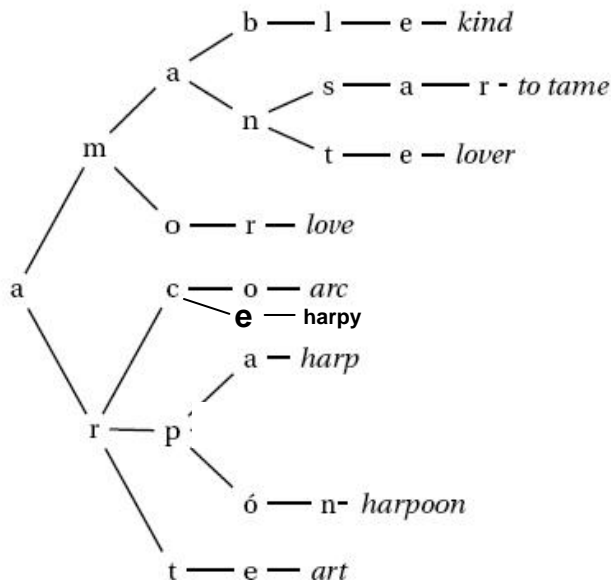 b l e kind
a
s a r to tame
n
m
t e lover
o r love
a c o arc
e harpy
a harp
r p
ó n harpoon
t e art